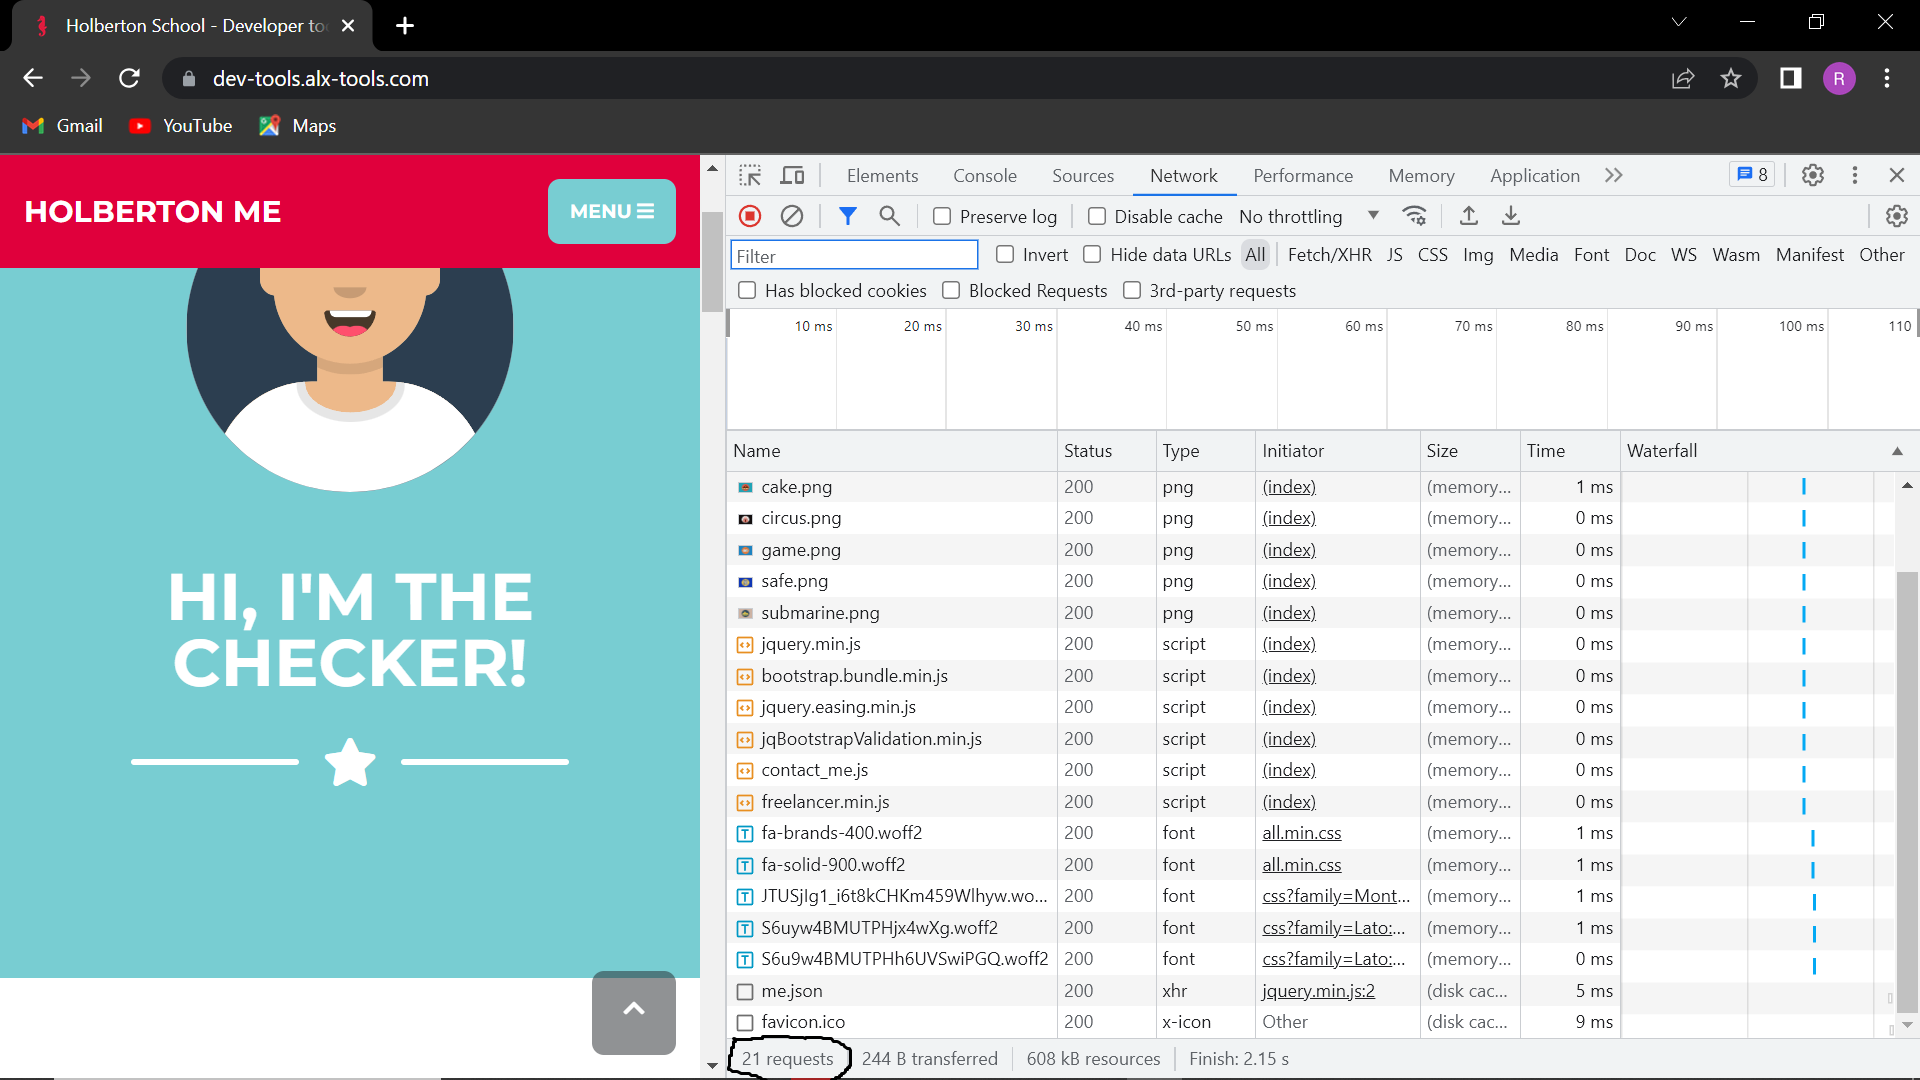 Holberton School - Developer to
dev-tools.alx-tools.com
R
Gmail
YouTube
Maps
HOLBERTON ME
MENU
HI, I'M THE
CHECKER!
Elements Console Sources Network Performance Memory Application 8
Preserve log Disable cache No throttling
Filter Invert Hide data URLs All Fetch/XHR JS CSS Img Media Font Doc WS Wasm Manifest Other
Has blocked cookies Blocked Requests 3rd-party requests
10 ms 20 ms 30 ms 40 ms 50 ms 60 ms 70 ms 80 ms 90 ms 100 ms 110
Name Status Type Initiator Size Time Waterfall
cake.png 200 png (index) (memory... 1 ms
circus.png 200 png (index) (memory... 0 ms
game.png 200 png (index) (memory... 0 ms
safe.png 200 png (index) (memory... 0 ms
submarine.png 200 png (index) (memory... 0 ms
jquery.min.js 200 script (index) (memory... 0 ms
bootstrap.bundle.min.js 200 script (index) (memory... 0 ms
jquery.easing.min.js 200 script (index) (memory... 0 ms
jqBootstrapValidation.min.js 200 script (index) (memory... 0 ms
contact_me.js 200 script (index) (memory... 0 ms
freelancer.min.js 200 script (index) (memory... 0 ms
fa-brands-400.woff2 200 font all.min.css (memory... 1 ms
fa-solid-900.woff2 200 font all.min.css (memory... 1 ms
JTUSjIg1_i6t8kCHKm459Wlhyw.wo... 200 font css?family=Mont... (memory... 1 ms
S6uyw4BMUTPHjx4wXg.woff2 200 font css?family=Lato:... (memory... 1 ms
S6u9w4BMUTPHh6UVSwiPGQ.woff2 200 font css?family=Lato:... (memory... 0 ms
me.json 200 xhr jquery.min.js:2 (disk cac... 5 ms
favicon.ico 200 x-icon Other (disk cac... 9 ms
21 requests 244 B transferred 608 kB resources Finish: 2.15 s